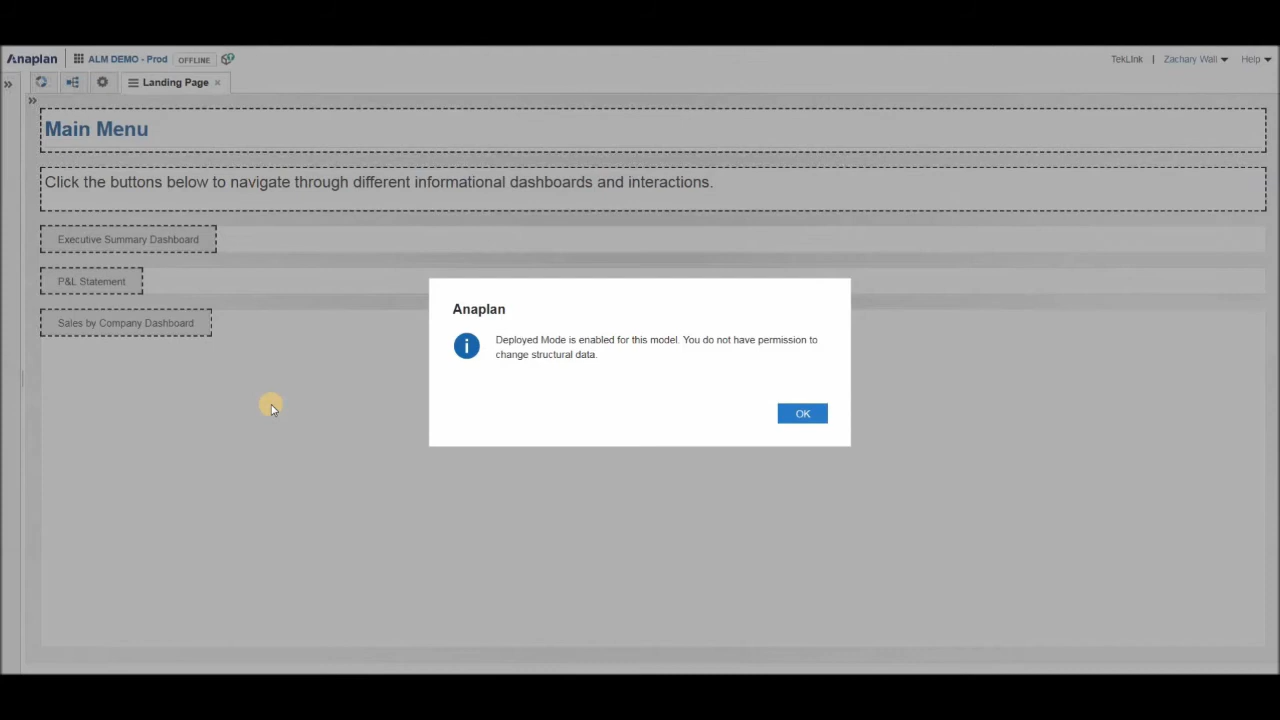 Anaplan
ALM DEMO - Prod
OFFLINE
TekLInk
Zachary Wall
Help
Landing Page
Main Menu
Click the buttons below to navigate through different informational dashboards and interactions.
Executive Summary Dashboard
P&L Statement
Sales by Company Dashboard
Anaplan
Deployed Mode is enabled for this model. You do not have permission to
change structural data.
OK